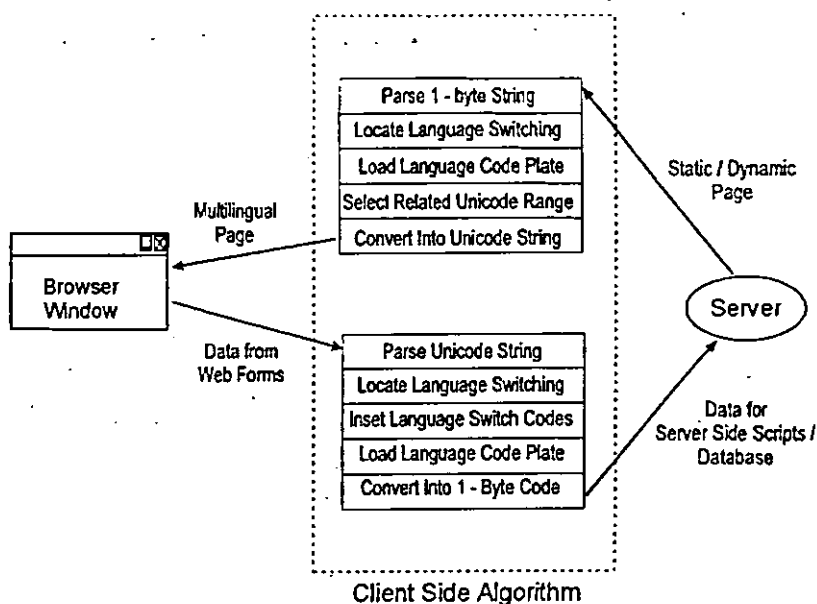 Parse 1 - byte String
Locate Language Switching
Load Language Code Plate
Select Related Unicode Range
Convert Into Unicode String
Static / Dynamic
Page
Multilingual
Page
Browser
Window
Server
Data from
Web Forms
Parse Unicode String
Locate Language Switching
Inset Language Switch Codes
Load Language Code Plate
Convert Into 1 - Byte Code
Data for
Server Side Scripts /
Database
Client Side Algorithm